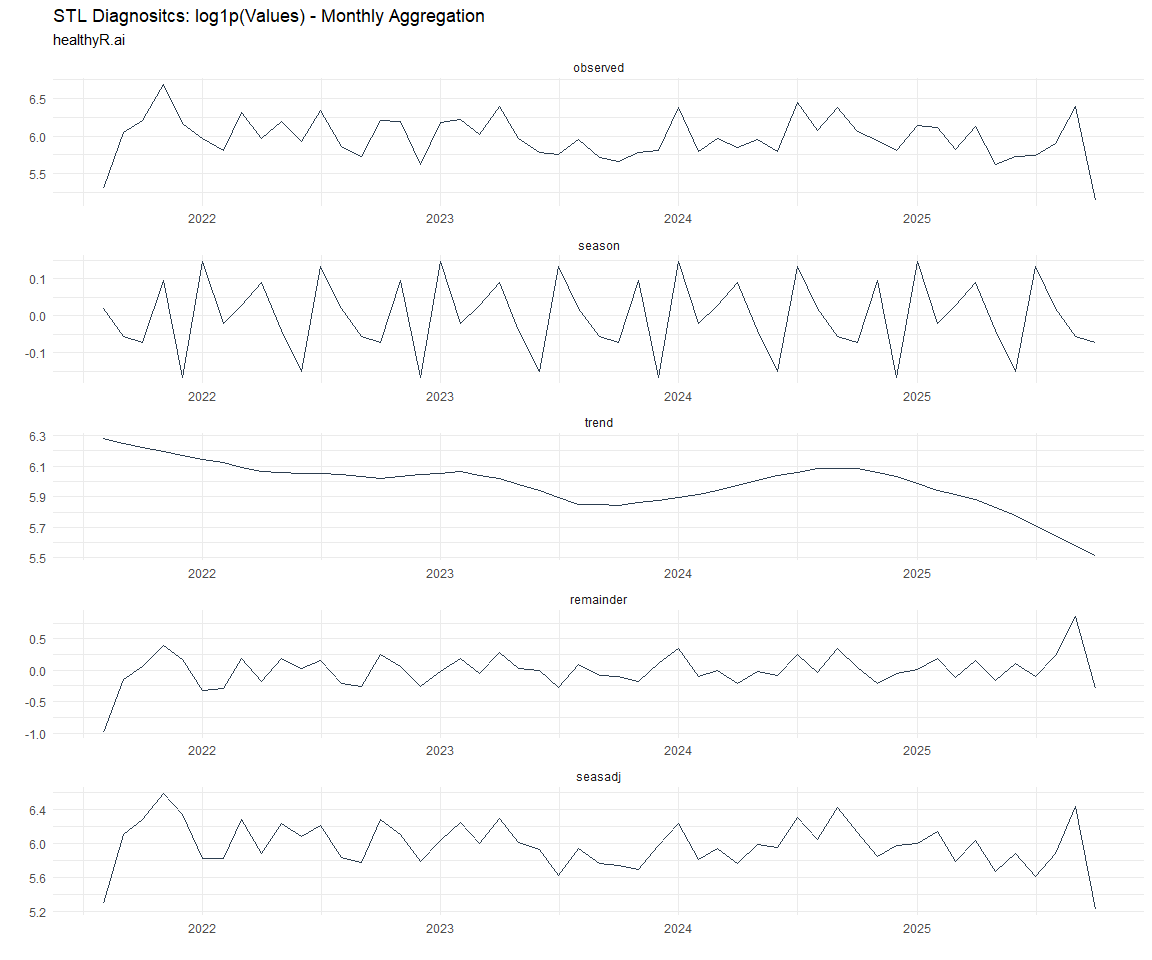 STL Diagnositcs: log1p(Values) - Monthly Aggregation
healthyR.ai
observed
6.5
6.0
5.5
2022 2023 2024 2025
season
0.1
0.0
-0.1
2022 2023 2024 2025
trend
6.3
6.1
5.9
5.7
5.5
2022 2023 2024 2025
remainder
0.5
0.0
-0.5
-1.0
2022 2023 2024 2025
seasadj
6.4
6.0
5.6
5.2
2022 2023 2024 2025